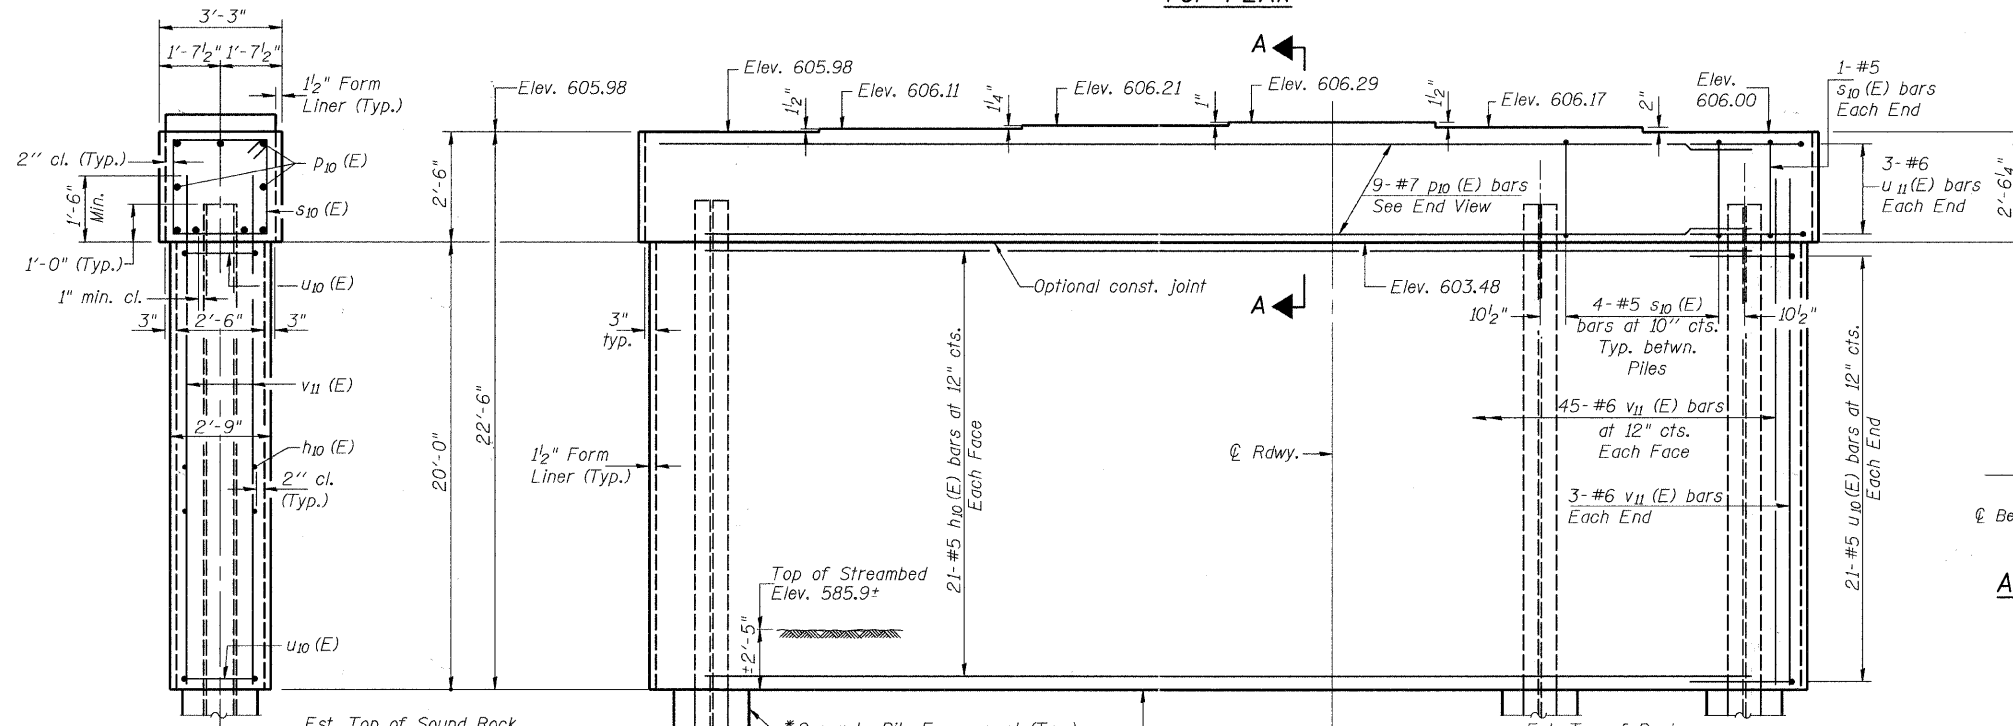 3'-3"
1'-7½" 1'-7½"
1½" Form
Liner (Typ.)
2" cl. (Typ.)
1'-6"
Min.
1'-0" (Typ.)
1" min. cl.
3" 2'-6" 3"
p10 (E)
s10 (E)
u10 (E)
v11 (E)
2'-9"
h10 (E)
2" cl.
(Typ.)
u10 (E)
Est. Top of Sound Rock
Elev. 605.98
2'-6"
20'-0"
22'-6"
Elev. 605.98
1½"
Elev. 606.11
1¼"
Elev. 606.21
1"
A
Elev. 606.29
1½"
Elev. 606.17
2"
Elev.
606.00
1-#5
s10 (E) bars
Each End
3-#6
u11(E) bars
Each End
2'-6¼"
9-#7 p10 (E) bars
See End View
Optional const. joint
A
Elev. 603.48
10½"
4-#5 s10 (E)
bars at 10" cts.
Typ. betwn.
Piles
10½"
3"
typ.
1½" Form
Liner (Typ.)
21-#5 h10(E) bars at 12" cts.
Each Face
℄ Rdwy.
45-#6 v11 (E) bars
at 12" cts.
Each Face
3-#6 v11 (E) bars
Each End
21-#5 u10(E) bars at 12" cts.
Each End
℄ Be
A
Top of Streambed
Elev. 585.9±
±2'-5"